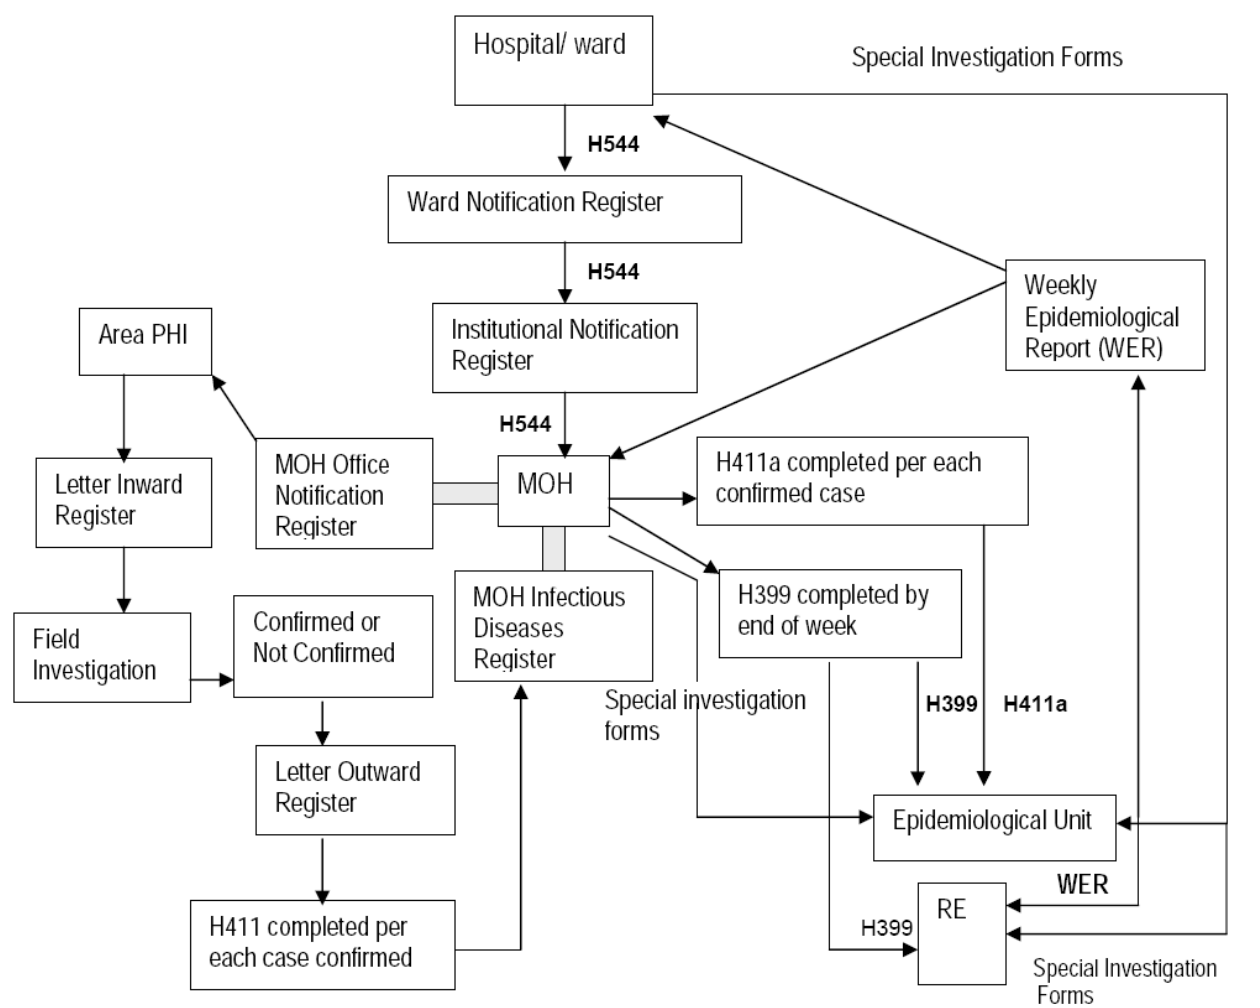 Hospital/ ward
Special Investigation Forms
H544
Ward Notification Register
H544
Weekly
Epidemiological
Report (WER)
Institutional Notification
Register
Area PHI
H544
MOH Office
Notification
Register
MOH
H411a completed per each
confirmed case
Letter Inward
Register
H399 completed by
end of week
MOH Infectious
Diseases
Register
Confirmed or
Not Confirmed
Field
Investigation
Special investigation
forms
H399
H411a
Letter Outward
Register
Epidemiological Unit
WER
RE
H399
H411 completed per
each case confirmed
Special Investigation
Forms